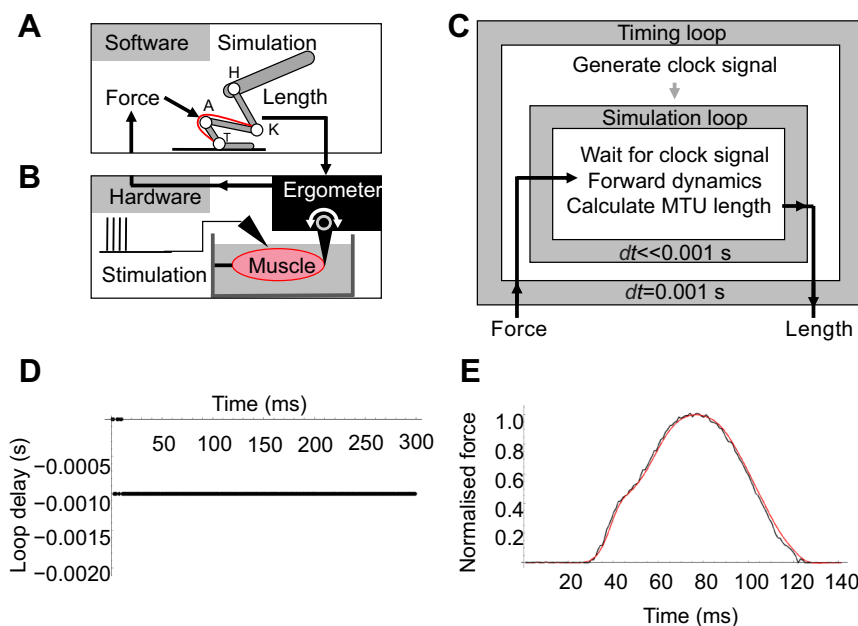 A
Software
Simulation
H
Force
A
Length
K
T
B
Hardware
Ergometer
Stimulation
Muscle
C
Timing loop
Generate clock signal
Simulation loop
Wait for clock signal
Forward dynamics
Calculate MTU length
dt<<0.001 s
dt=0.001 s
Force
Length
D
Time (ms)
50 100 150 200 250 300
Loop delay (s)
−0.0005
−0.0010
−0.0015
−0.0020
E
Normalised force
1.0
0.8
0.6
0.4
0.2
20 40 60 80 100 120 140
Time (ms)